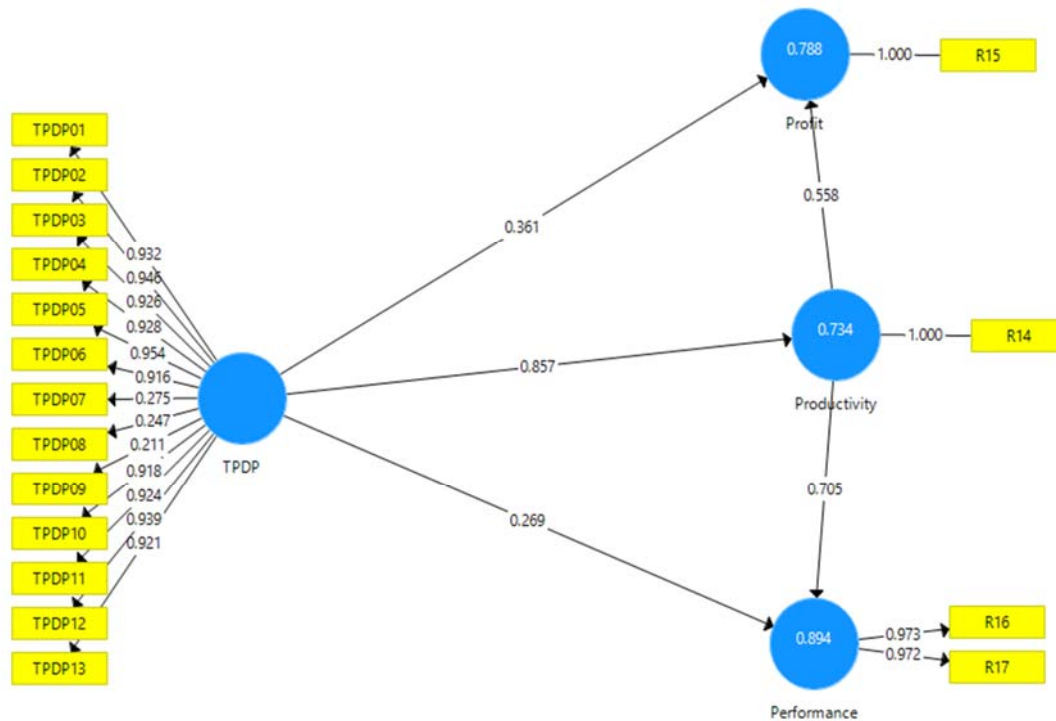 0.788
1.000
R15
Profit
TPDP01
TPDP02
TPDP03
TPDP04
TPDP05
TPDP06
TPDP07
TPDP08
TPDP09
TPDP10
TPDP11
TPDP12
TPDP13
0.932
0.946
0.926
0.928
0.954
0.916
0.275
0.247
0.211
0.918
0.924
0.939
0.921
TPDP
0.361
0.857
0.269
0.558
0.734
1.000
R14
Productivity
0.705
0.894
0.973
0.972
R16
R17
Performance